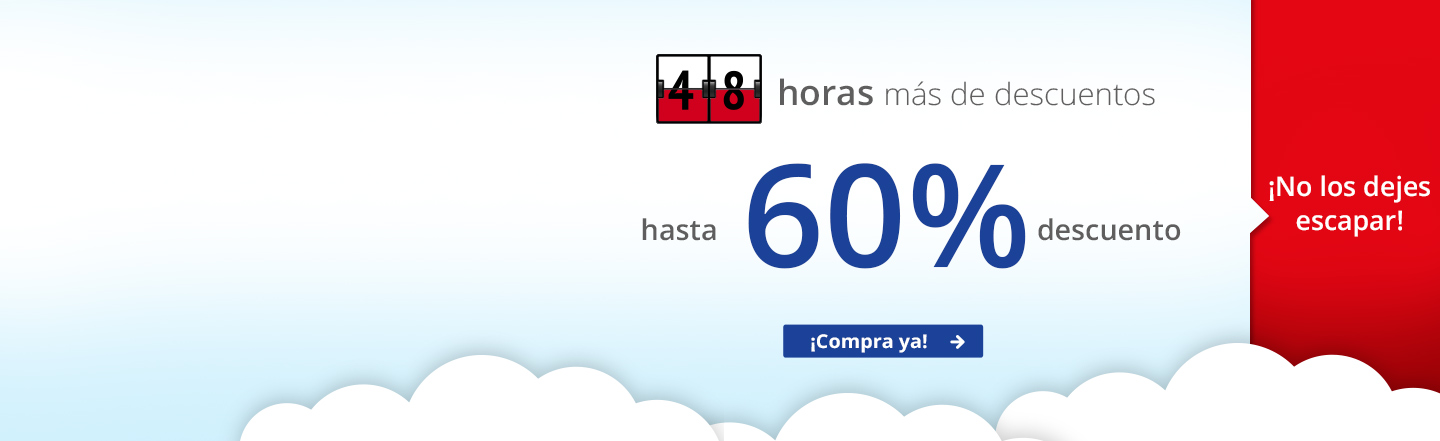 48 horas más de descuentos
hasta 60% descuento
¡Compra ya!
¡No los dejes
escapar!